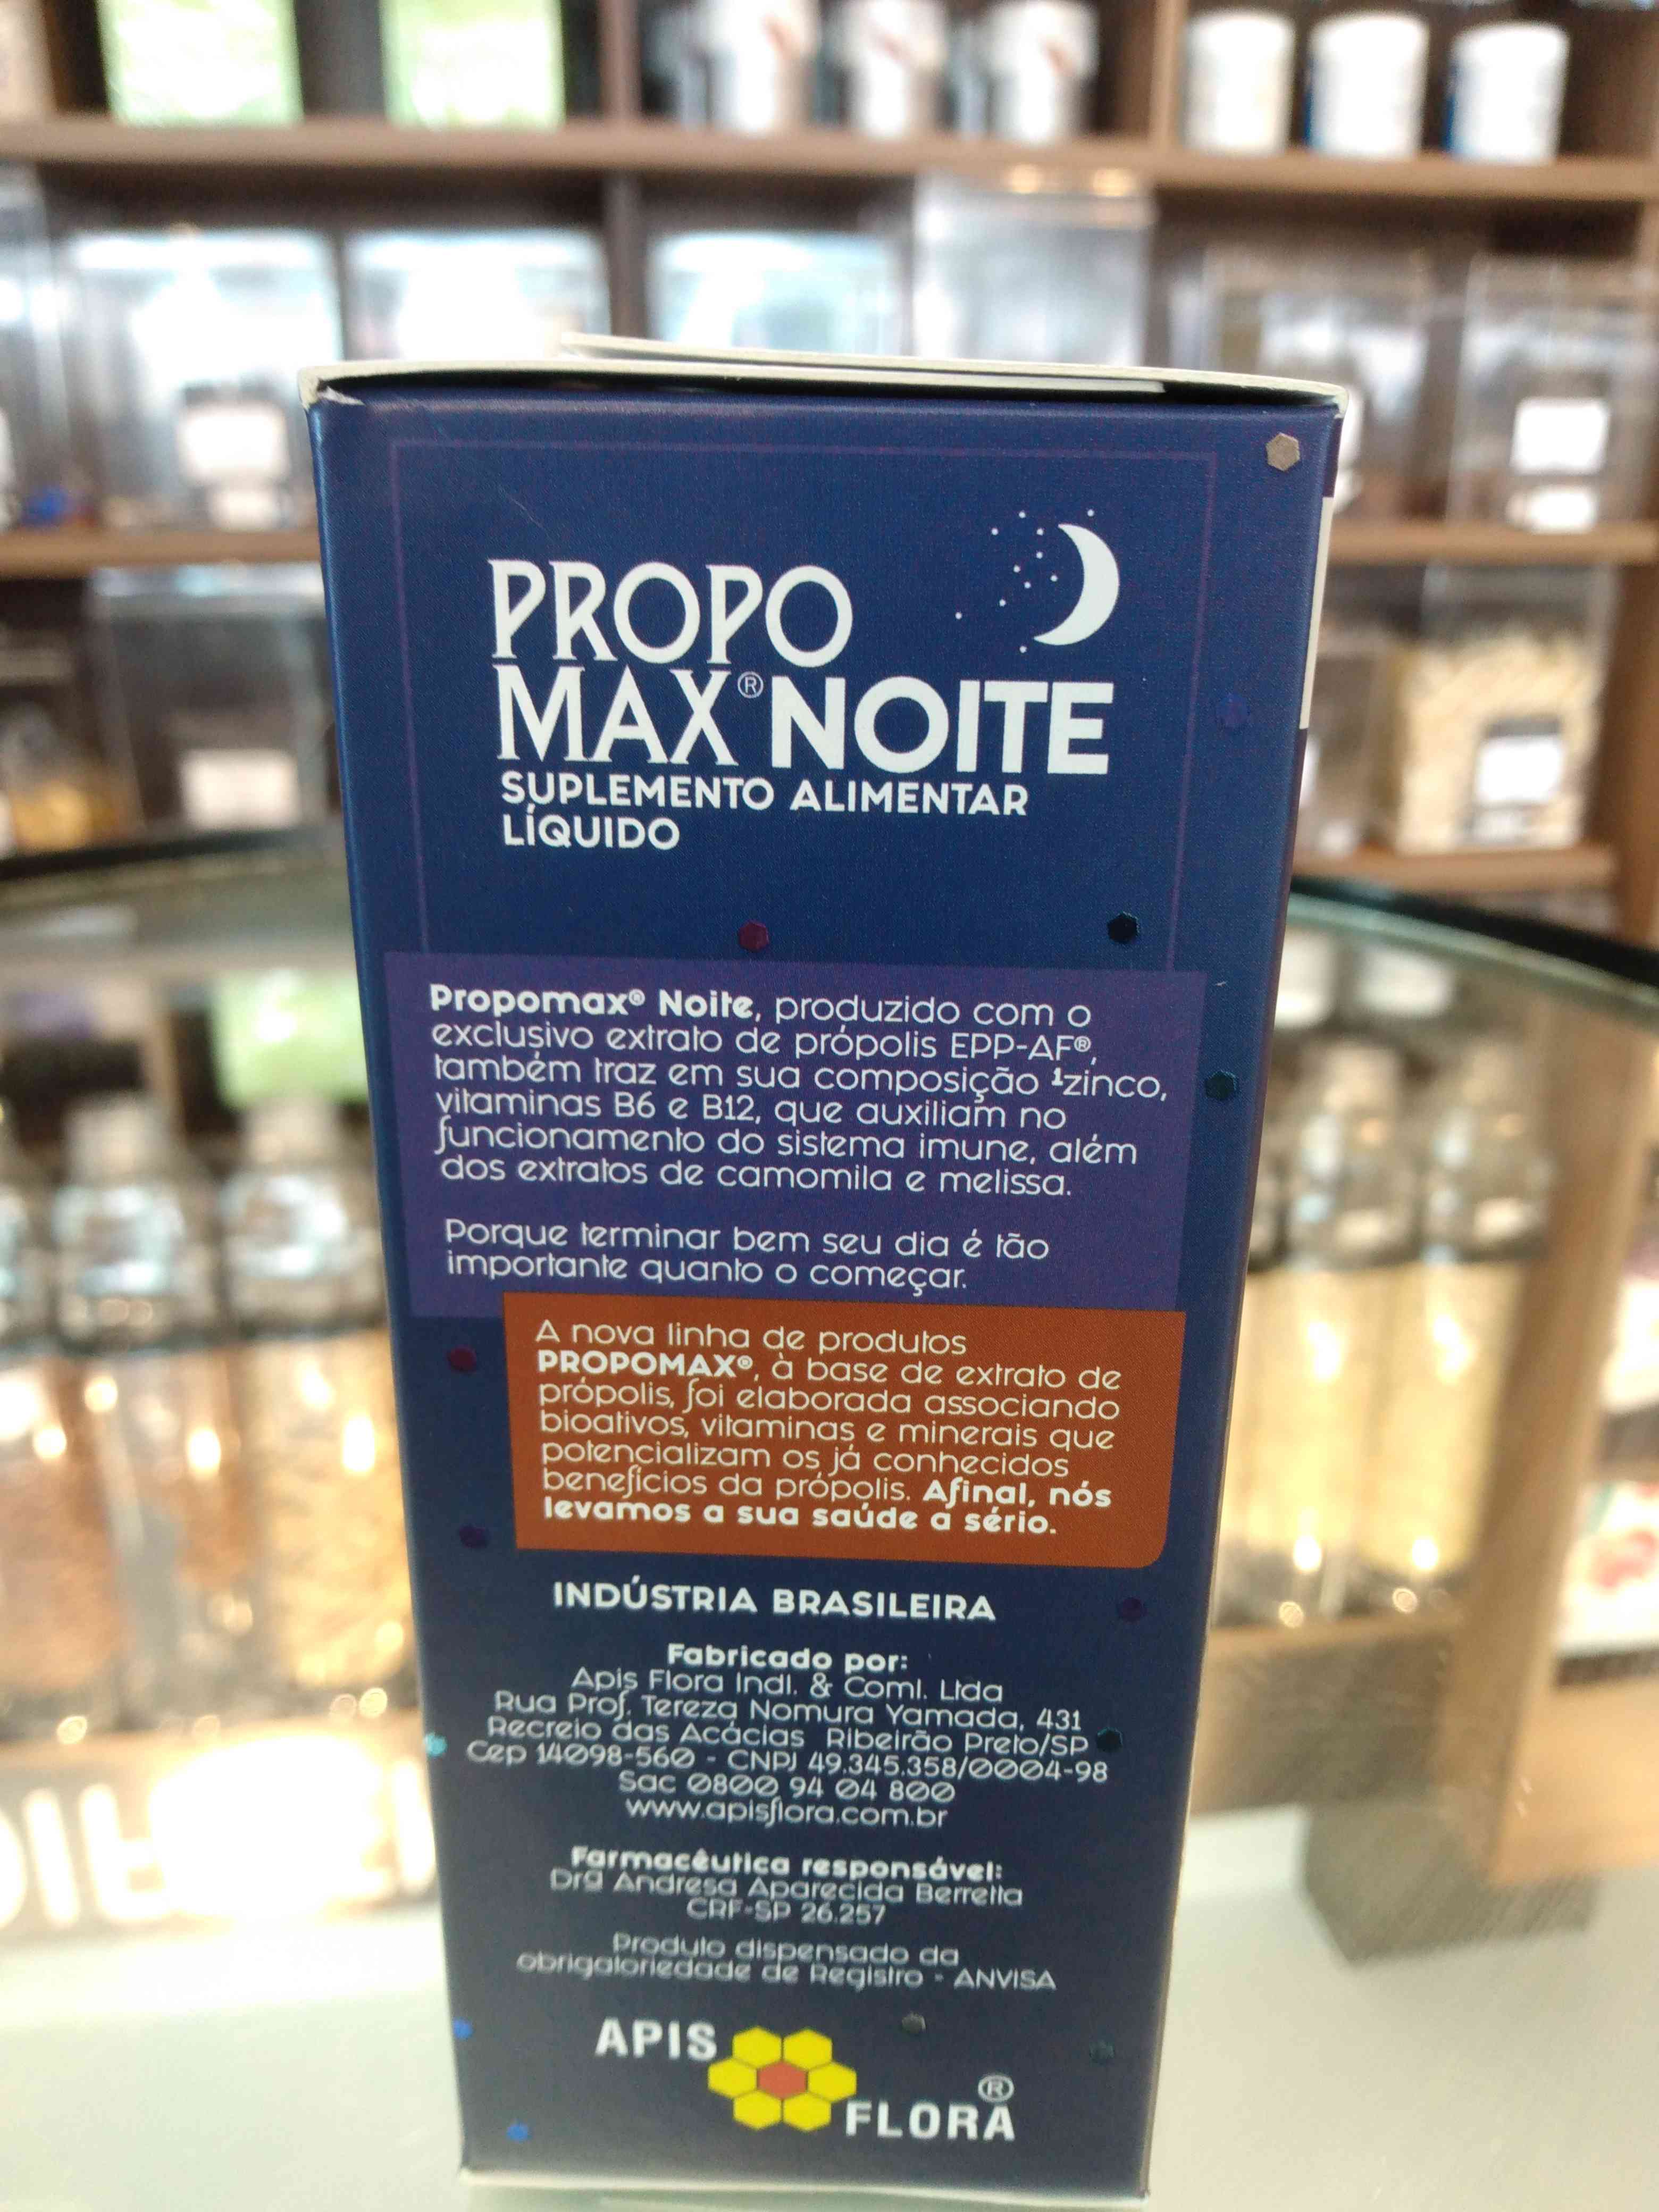 PROPO
MAX® NOITE
SUPLEMENTO ALIMENTAR
LÍQUIDO
Propomax® Noite, produzido com o
exclusivo extrato de própolis EPP-AF®,
também traz em sua composição ¹zinco,
vitaminas B6 e B12, que auxiliam no
funcionamento do sistema imune, além
dos extratos de camomila e melissa.
Porque terminar bem seu dia é tão
importante quanto o começar.
A nova linha de produtos
PROPOMAX®, à base de extrato de
própolis, foi elaborada associando
bioativos, vitaminas e minerais que
potencializam os já conhecidos
benefícios da própolis. Afinal, nós
levamos a sua saúde a sério.
INDÚSTRIA BRASILEIRA
Fabricado por:
Apis Flora Indl. & Coml. Ltda
Rua Prof. Tereza Nomura Yamada, 431
Recreio das Acácias Ribeirão Preto/SP
Cep 14098-560 - CNPJ 49.345.358/0004-98
Sac 0800 94 04 800
www.apisflora.com.br
Farmacêutica responsável:
Drª Andresa Aparecida Berretta
CRF-SP 26.257
Produto dispensado da
obrigatoriedade de Registro - ANVISA
APIS
FLORA ®